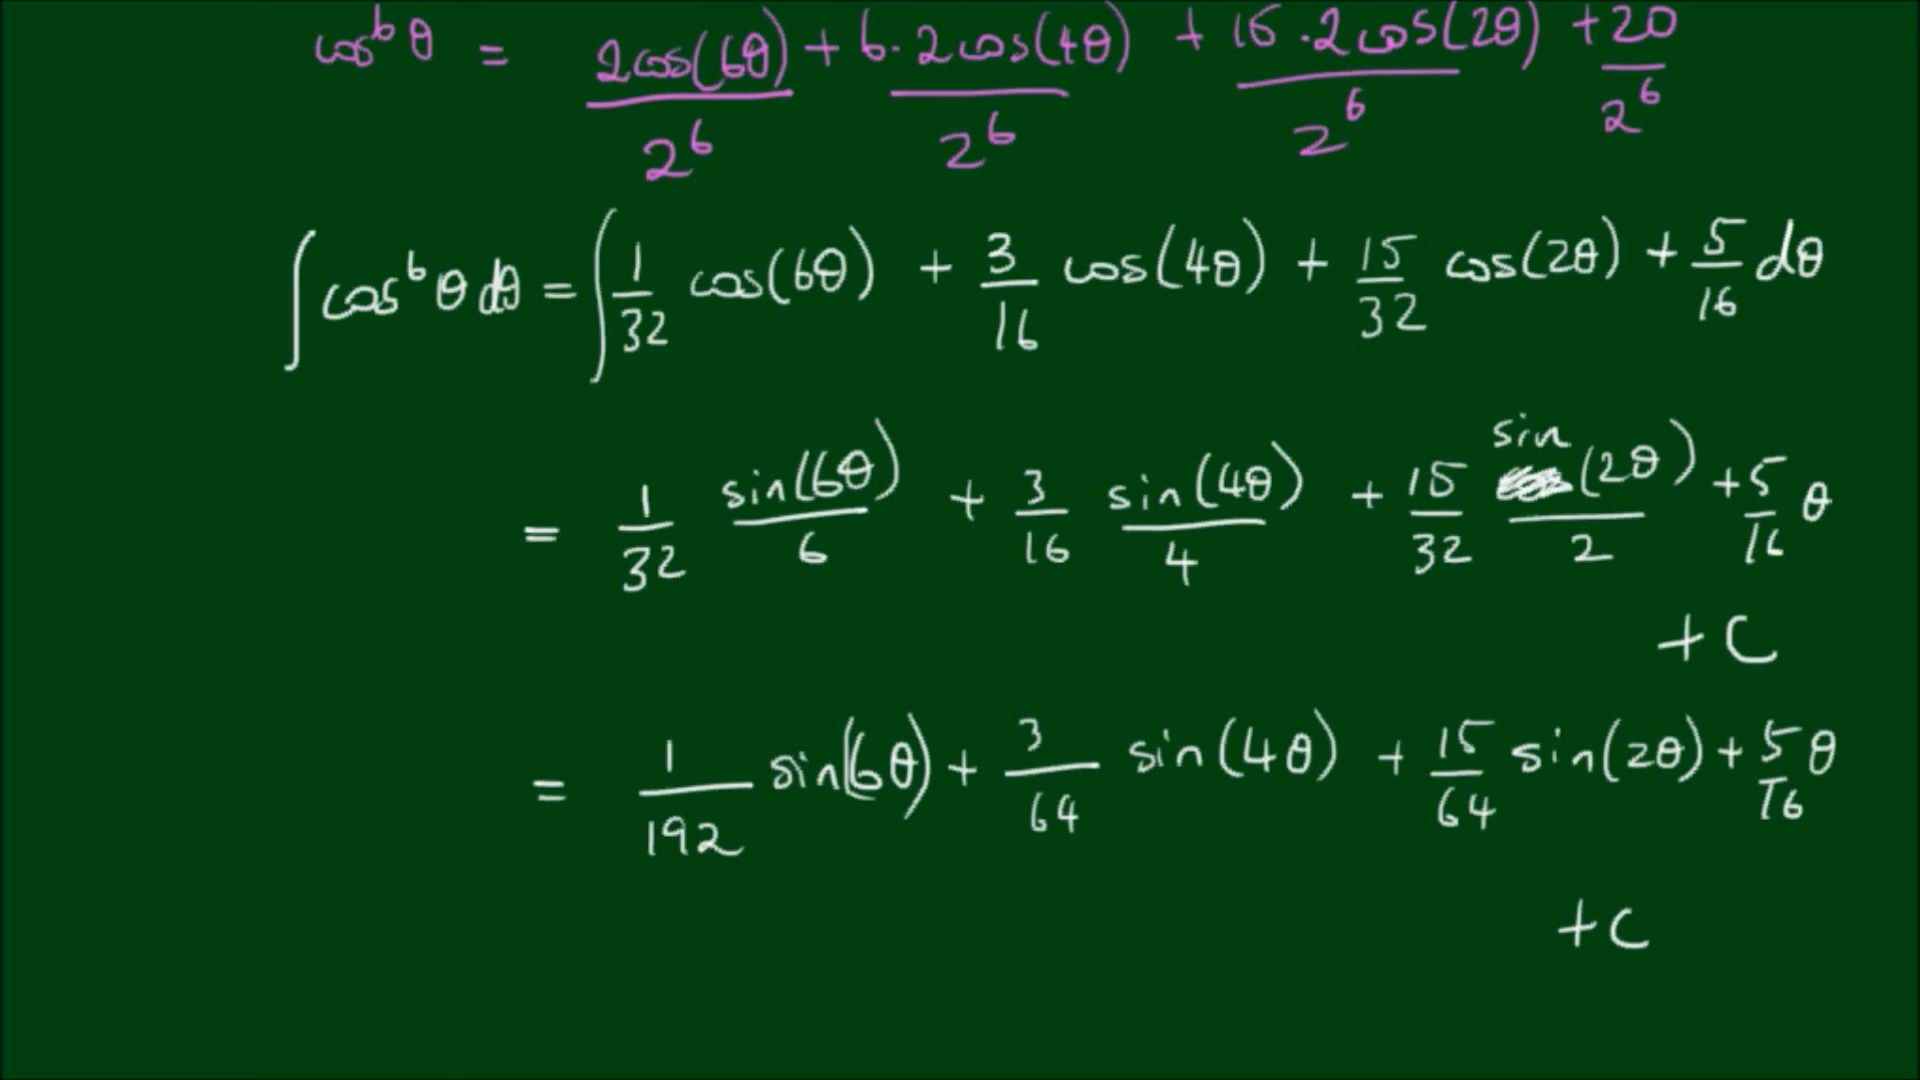 cos⁶θ = 2cos(6θ)/2⁶ + 6·2cos(4θ)/2⁶ + 15·2cos(2θ)/2⁶ + 20/2⁶
∫cos⁶θ dθ = ∫ 1/32 cos(6θ) + 3/16 cos(4θ) + 15/32 cos(2θ) + 5/16 dθ
= 1/32 sin(6θ)/6 + 3/16 sin(4θ)/4 + 15/32 sin(2θ)/2 + 5/16 θ
+ C
= 1/192 sin(6θ) + 3/64 sin(4θ) + 15/64 sin(2θ) + 5/16 θ
+ C